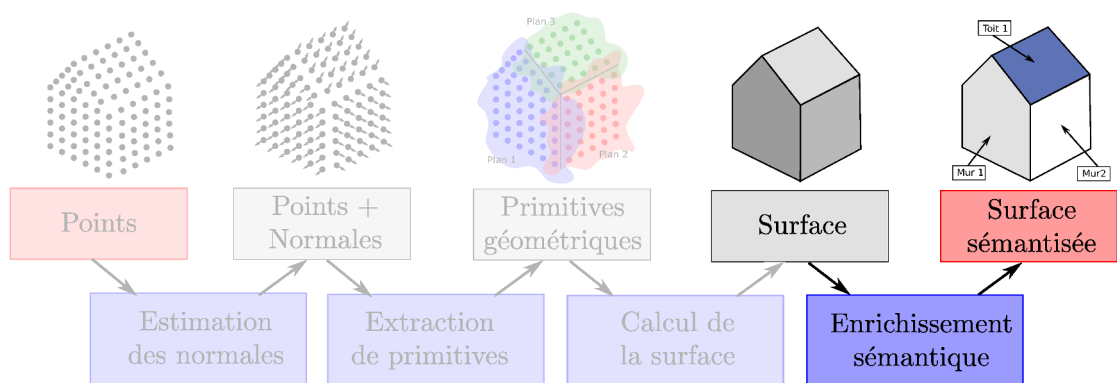 Plan 3
Toit 1
Plan 1
Plan 2
Mur 1
Mur2
Points
Points +
Normales
Primitives
géométriques
Surface
Surface
sémantisée
Estimation
des normales
Extraction
de primitives
Calcul de
la surface
Enrichissement
sémantique